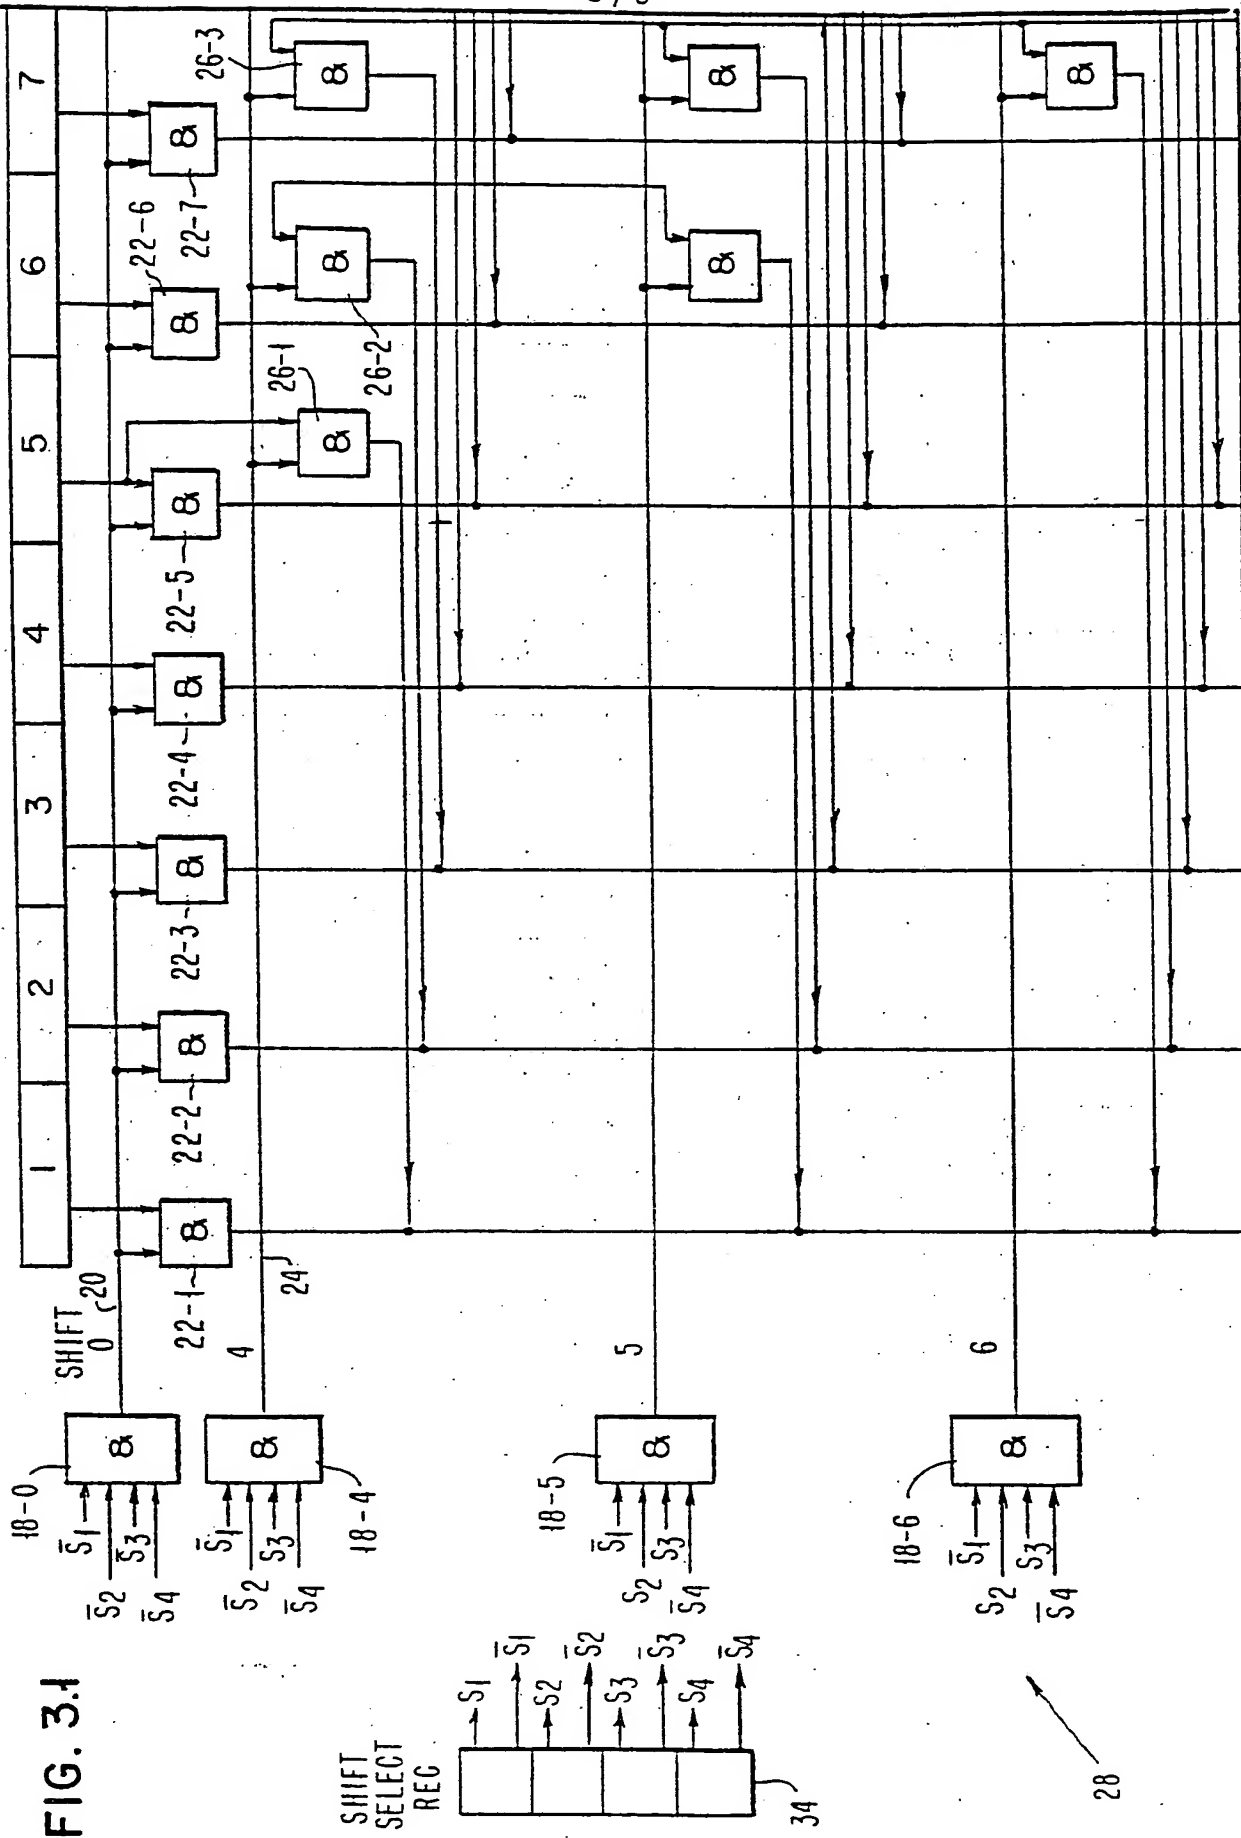 FIG. 3.1
1 2 3 4 5 6 7
SHIFT
0
20
18-0
S̅1
S̅2
S̅3
S̅4
&
22-1
&
22-2
&
22-3
&
22-4
&
22-5
&
22-6
&
22-7
&
4
24
18-4
S̅1
S̅2
S3
S̅4
&
26-1
&
26-2
&
26-3
&
5
18-5
S̅1
S2
S3
S̅4
&
&
&
6
18-6
S̅1
S2
S3
S̅4
&
&
SHIFT
SELECT
REG
S1
S̅1
S2
S̅2
S3
S̅3
S4
S̅4
34
28